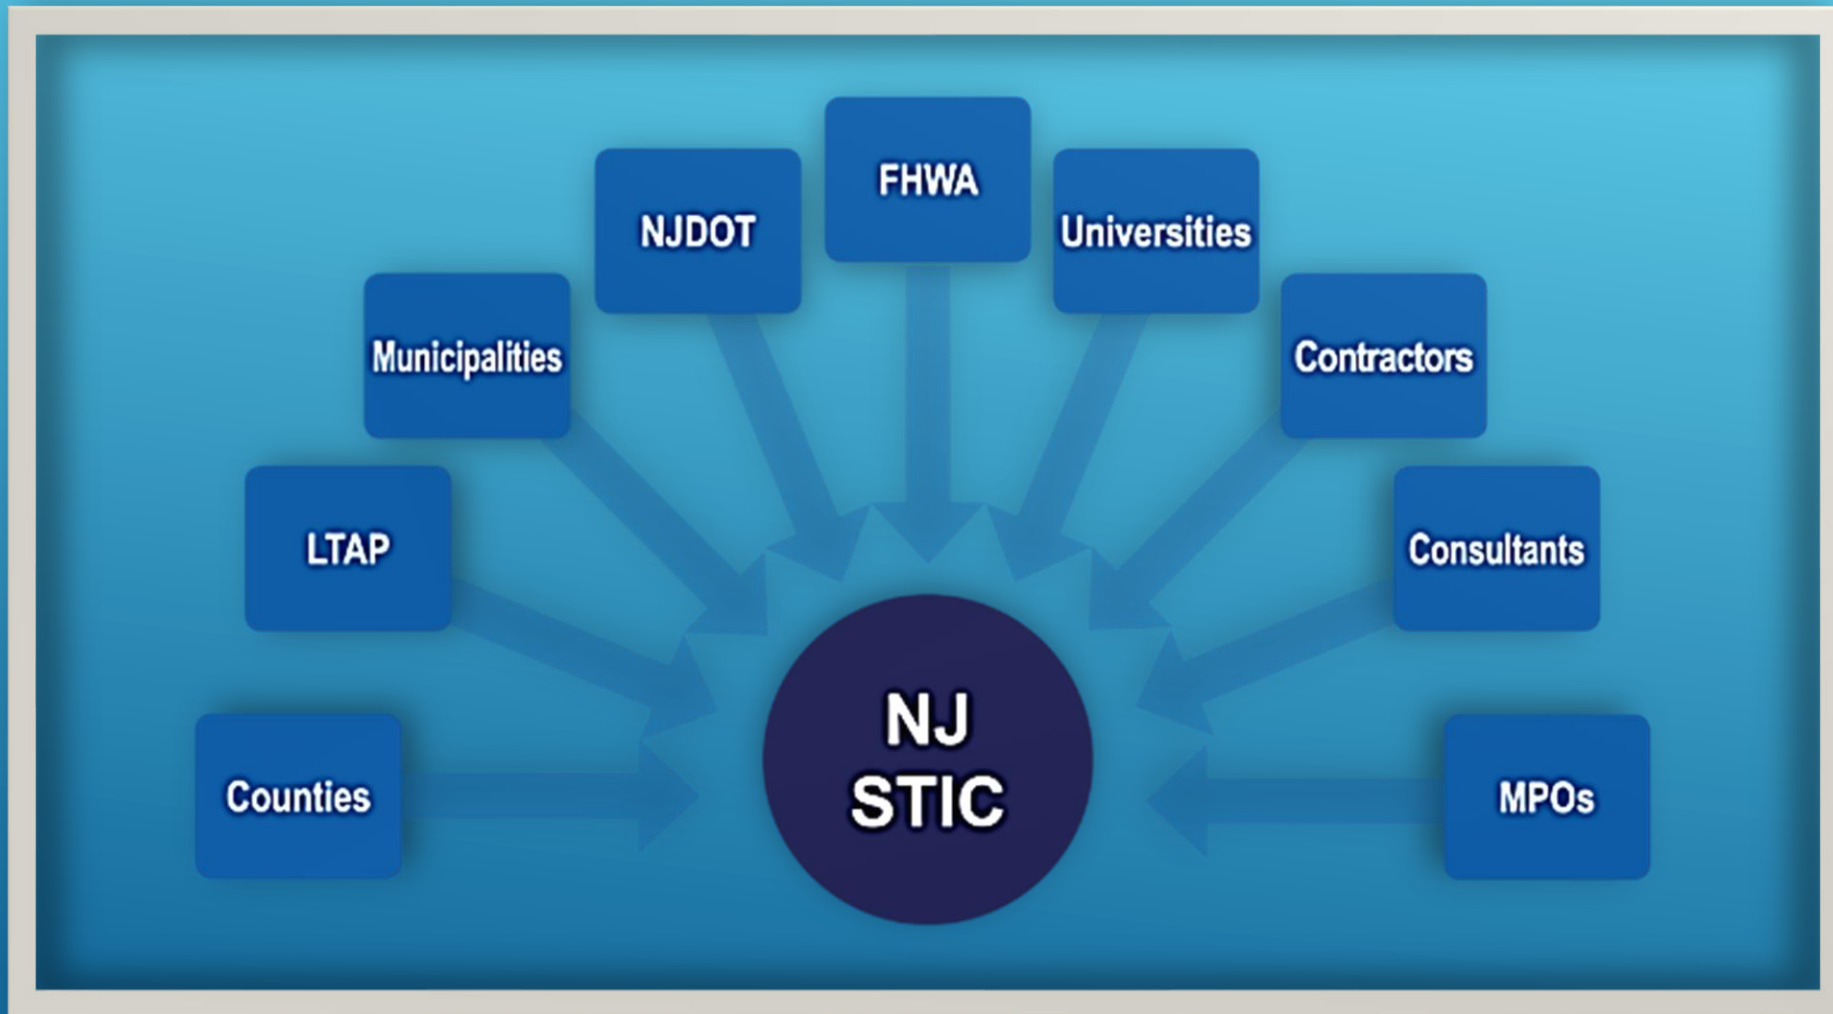 FHWA
NJDOT
Universities
Municipalities
Contractors
LTAP
Consultants
Counties
NJ
STIC
MPOs